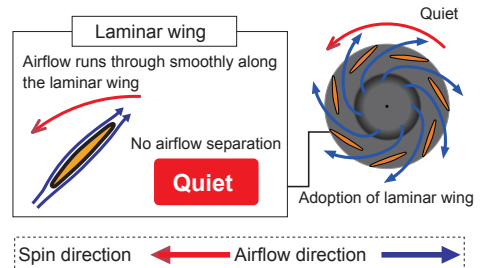 Laminar wing
Airflow runs through smoothly along
the laminar wing
No airflow separation
Quiet
Quiet
Adoption of laminar wing
Spin direction
Airflow direction